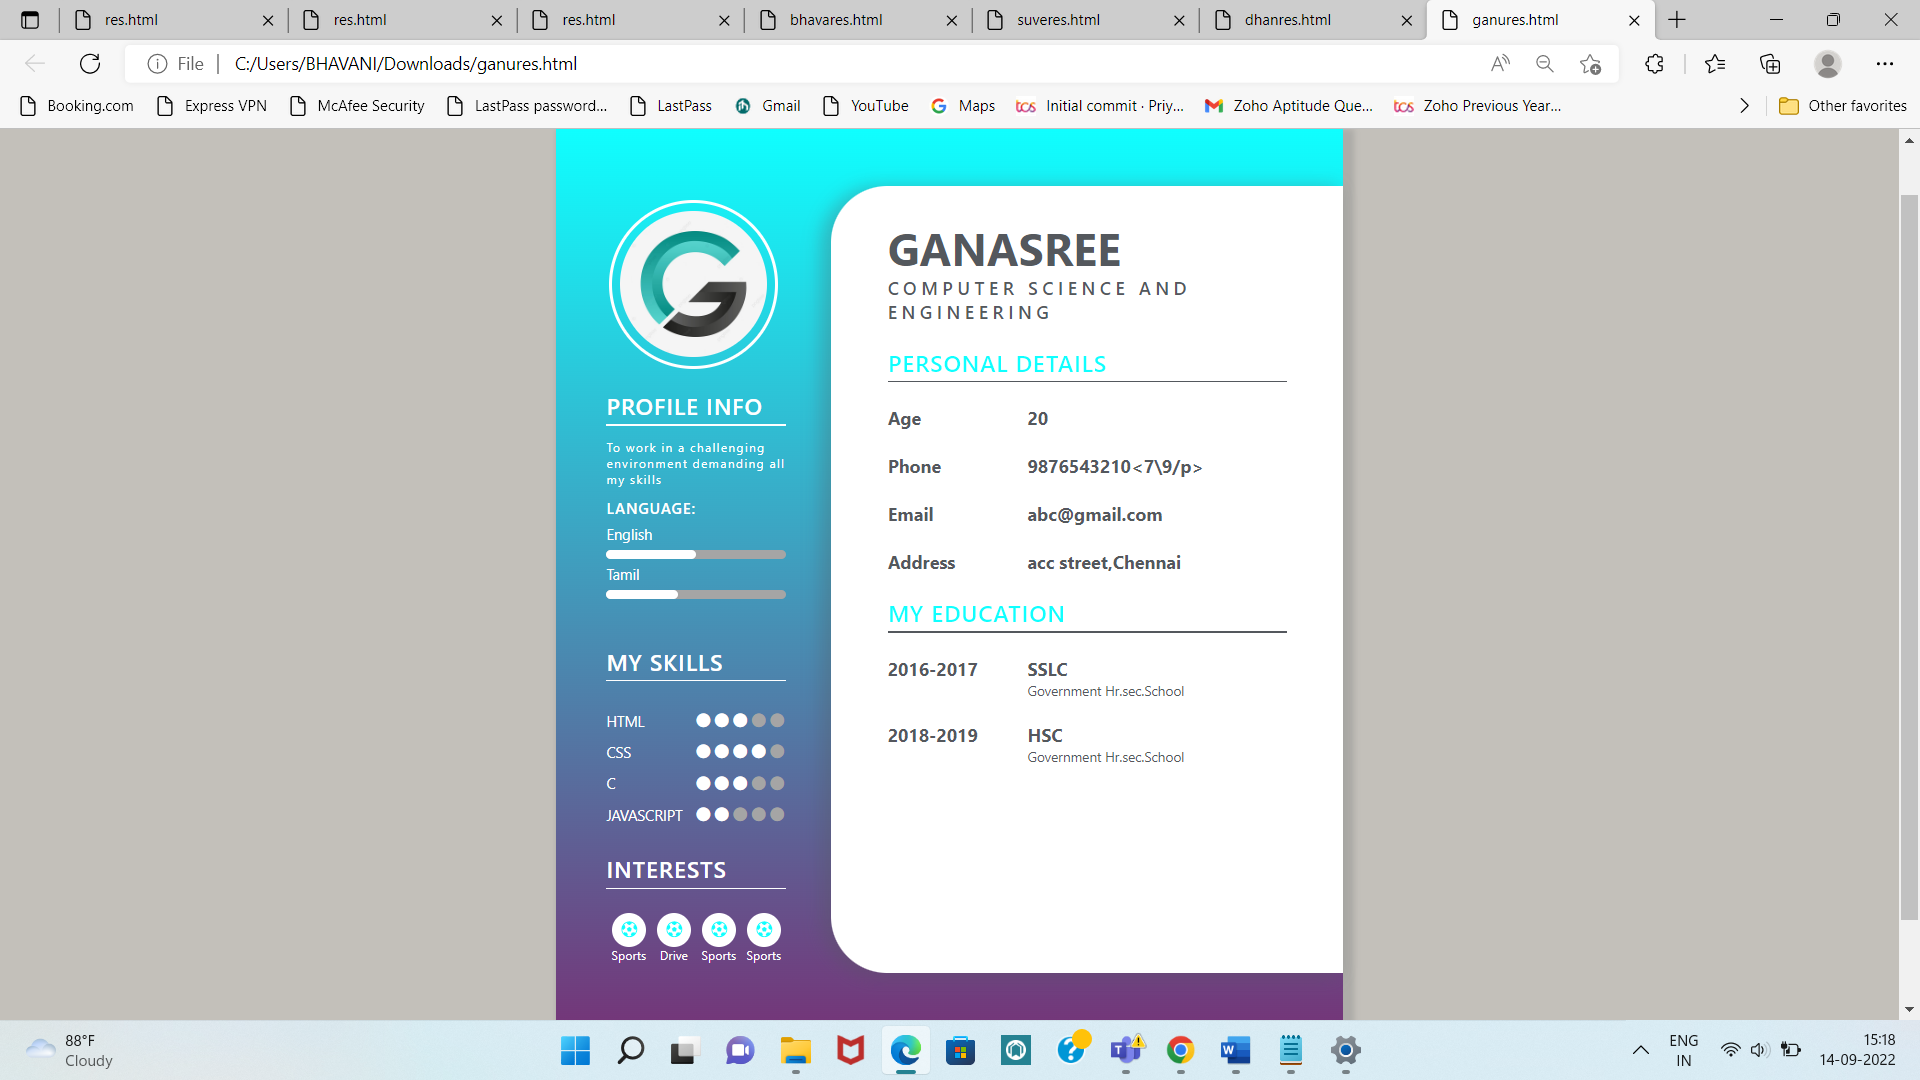 res.html
res.html
res.html
bhavares.html
suveres.html
dhanres.html
ganures.html
File
C:/Users/BHAVANI/Downloads/ganures.html
Booking.com
Express VPN
McAfee Security
LastPass password...
LastPass
Gmail
YouTube
Maps
Initial commit · Priy...
Zoho Aptitude Que...
Zoho Previous Year...
Other favorites
GANASREE
COMPUTER SCIENCE AND
ENGINEERING
PROFILE INFO
To work in a challenging
environment demanding all
my skills
LANGUAGE:
English
Tamil
MY SKILLS
HTML
CSS
C
JAVASCRIPT
INTERESTS
Sports Drive Sports Sports
PERSONAL DETAILS
Age 20
Phone 9876543210<7\9/p>
Email abc@gmail.com
Address acc street,Chennai
MY EDUCATION
2016-2017 SSLC
Government Hr.sec.School
2018-2019 HSC
Government Hr.sec.School
88°F
Cloudy
ENG
IN
15:18
14-09-2022